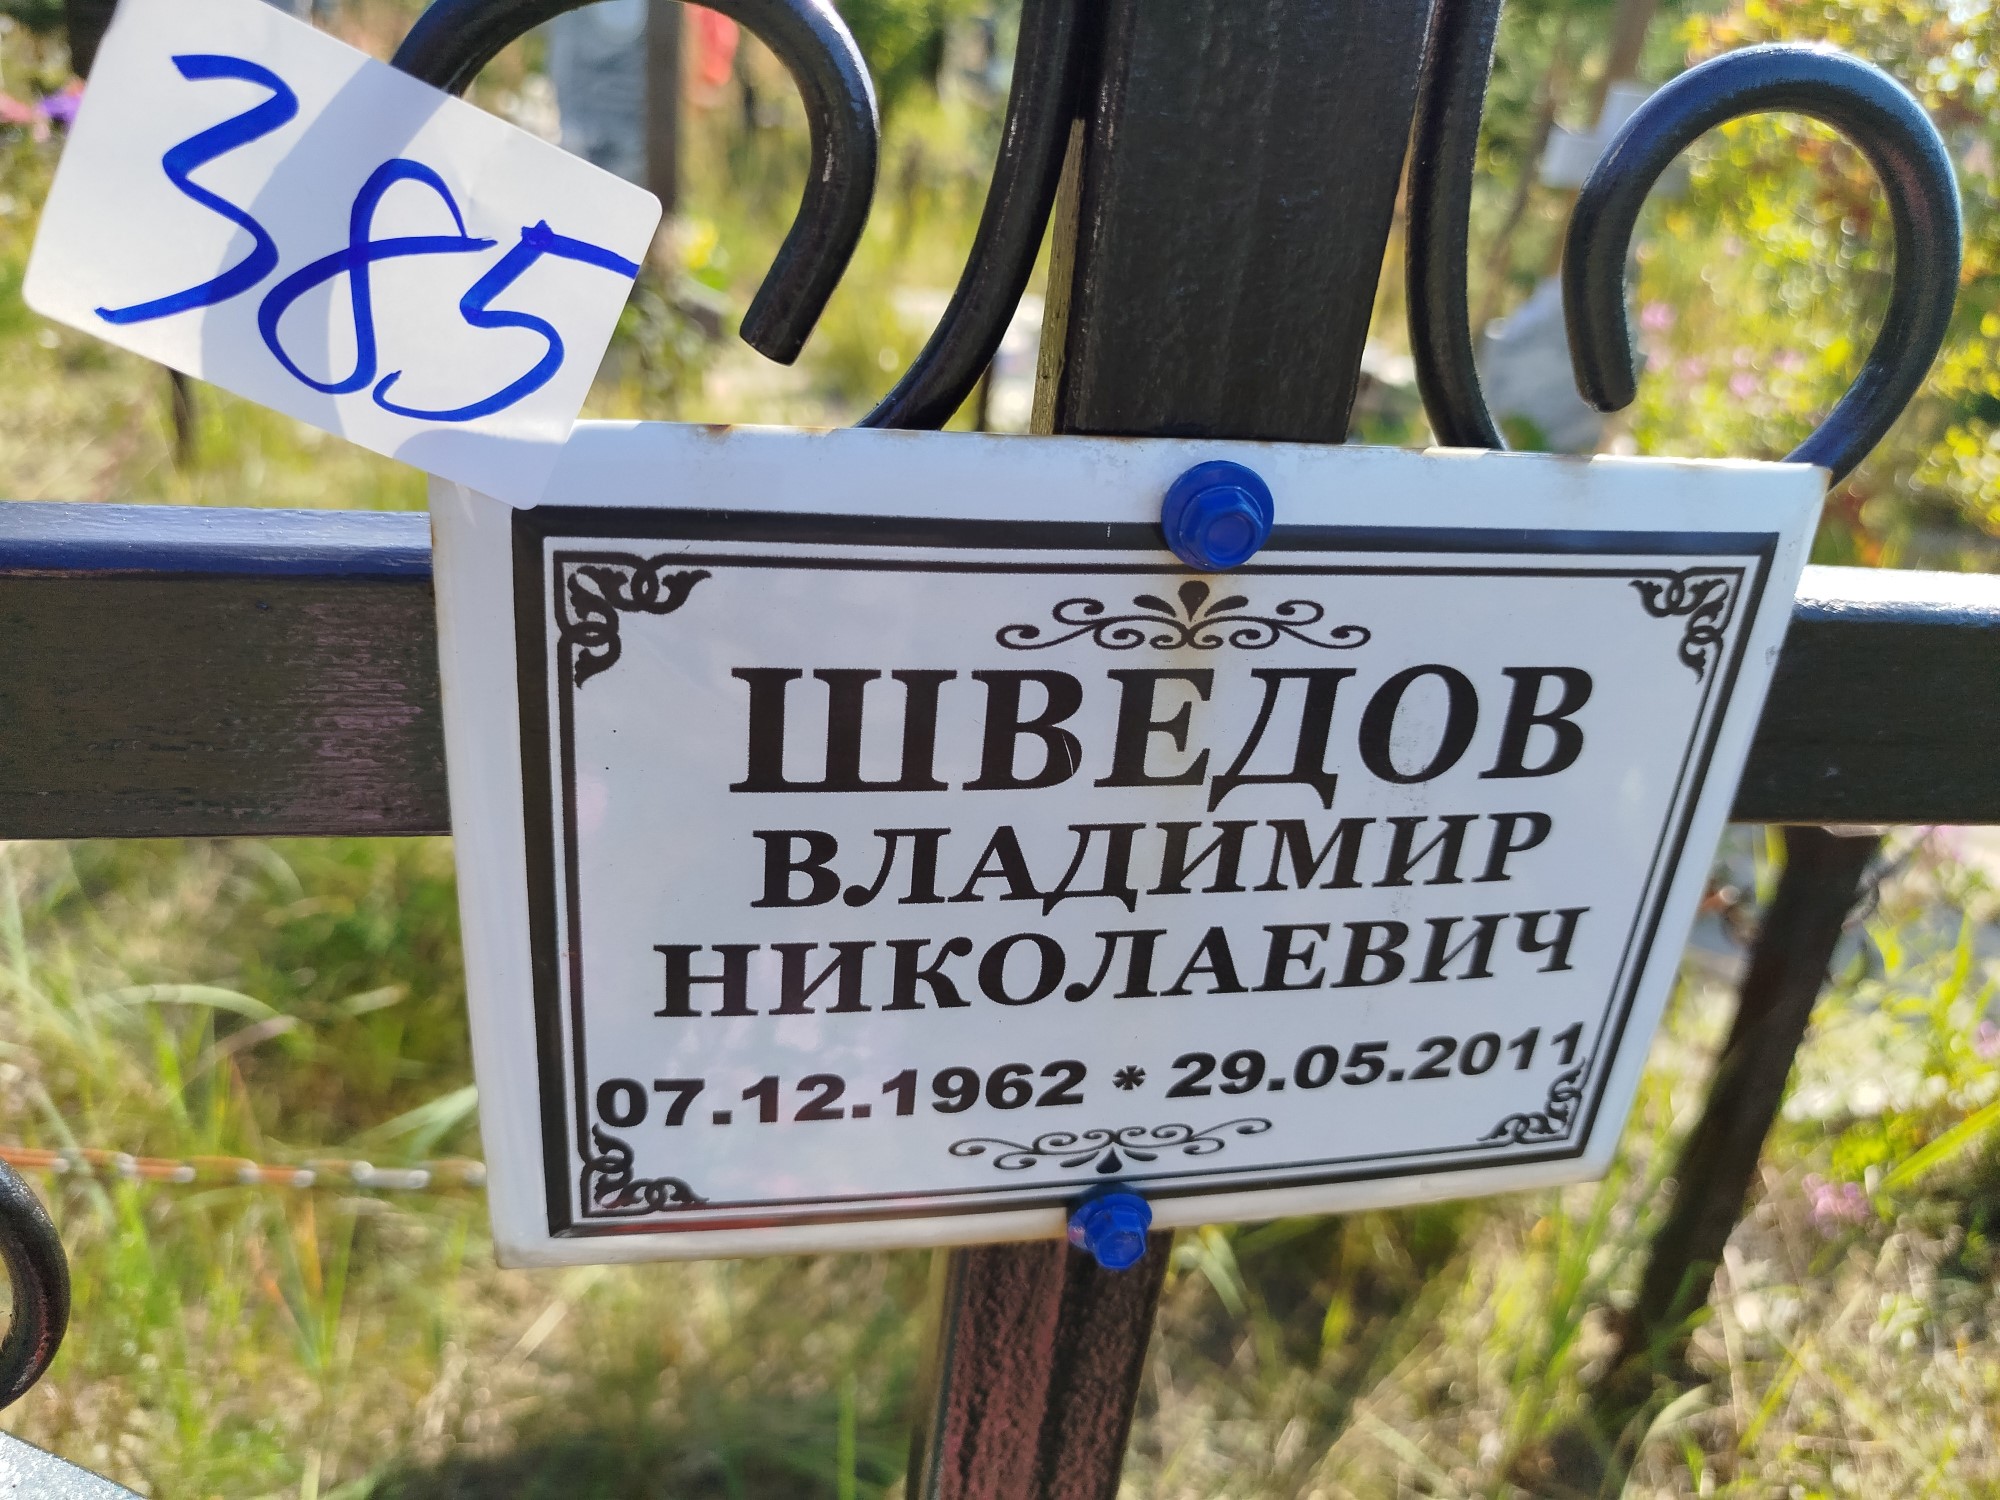 385
ШВЕДОВ
ВЛАДИМИР
НИКОЛАЕВИЧ
07.12.1962 * 29.05.2011